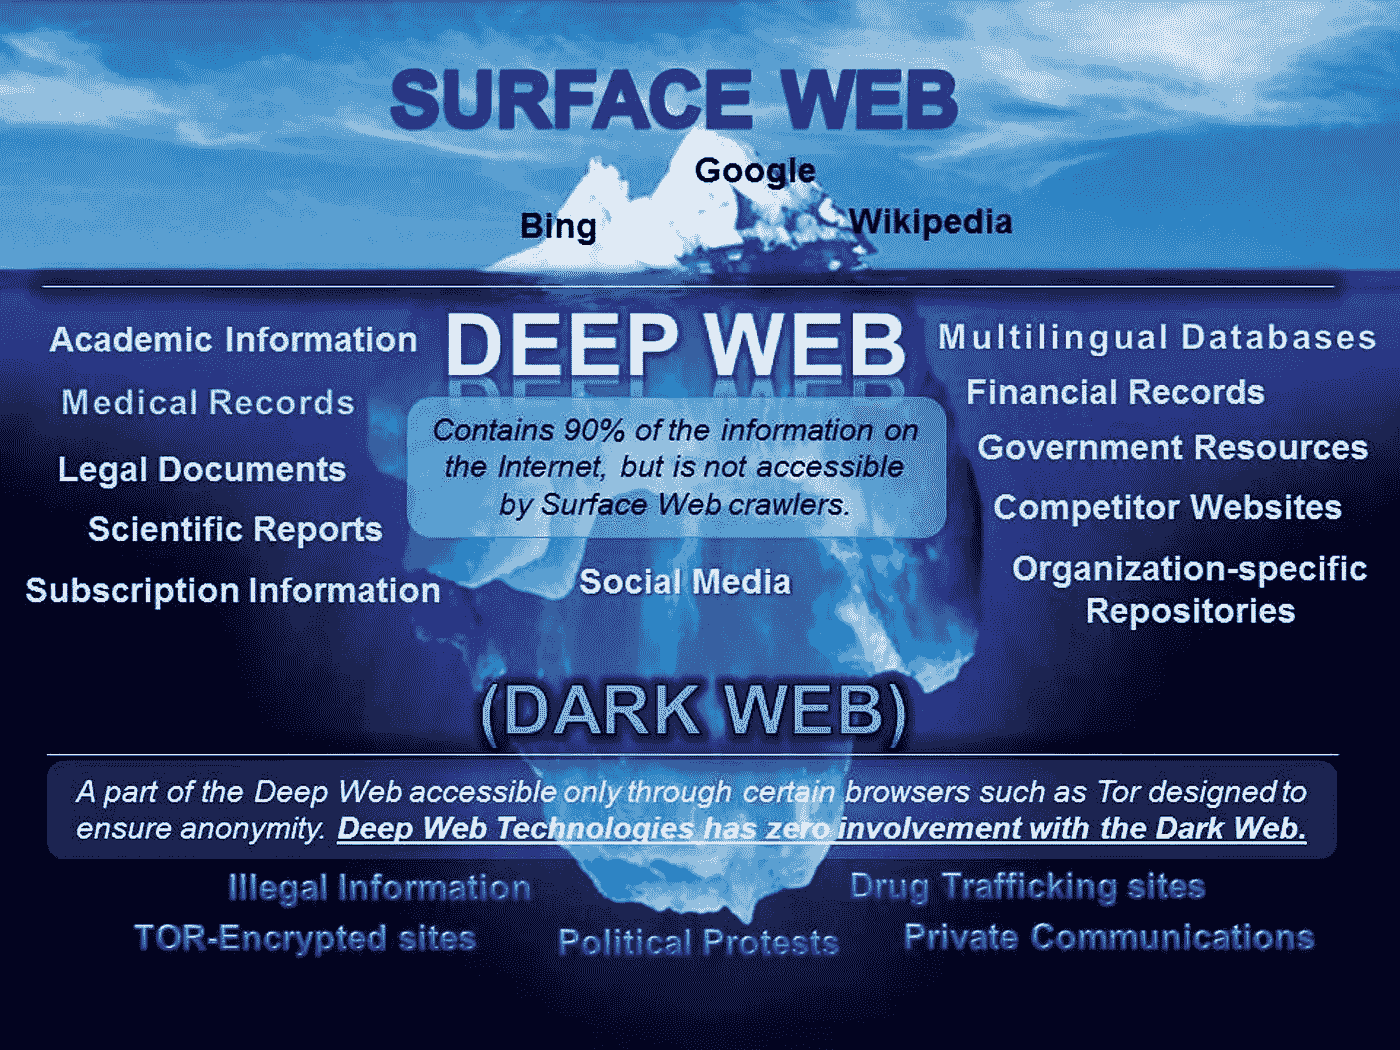 SURFACE WEB
Google
Bing
Wikipedia
DEEP WEB
Academic Information
Multilingual Databases
Medical Records
Financial Records
Contains 90% of the information on
the Internet, but is not accessible
by Surface Web crawlers.
Legal Documents
Government Resources
Scientific Reports
Competitor Websites
Subscription Information
Social Media
Organization-specific
Repositories
(DARK WEB)
A part of the Deep Web accessible only through certain browsers such as Tor designed to
ensure anonymity. Deep Web Technologies has zero involvement with the Dark Web.
Illegal Information
Drug Trafficking sites
TOR-Encrypted sites
Political Protests
Private Communications